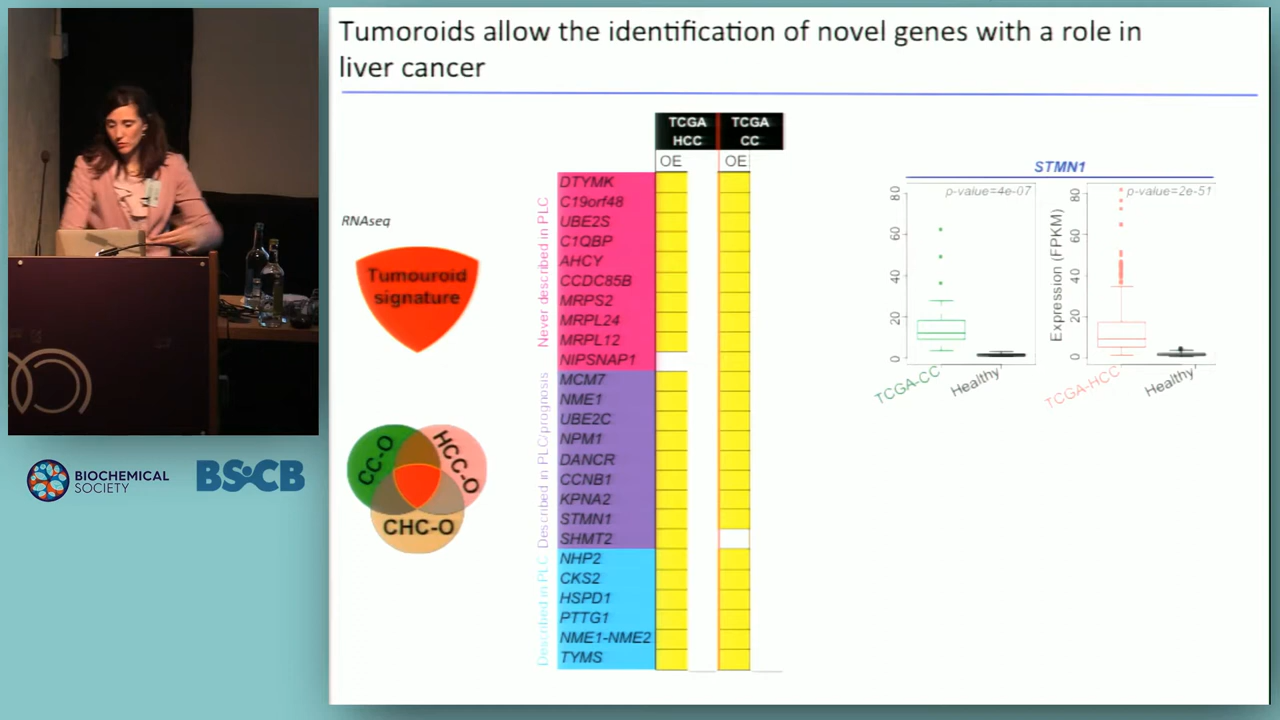 Tumoroids allow the identification of novel genes with a role in
liver cancer
RNAseq
Tumouroid
signature
CC-O
HCC-O
CHC-O
TCGA
HCC
TCGA
CC
OE
OE
Never described in PLC
DTYMK
C19orf48
UBE2S
C1QBP
AHCY
CCDC85B
MRPS2
MRPL24
MRPL12
NIPSNAP1
Described in PLC/prognosis
MCM7
NME1
UBE2C
NPM1
DANCR
CCNB1
KPNA2
STMN1
SHMT2
Described in PLC
NHP2
CKS2
HSPD1
PTTG1
NME1-NME2
TYMS
STMN1
p-value=4e-07
80
60
40
20
0
TCGA-CC
Healthy
Expression (FPKM)
p-value=2e-51
80
60
40
20
0
TCGA-HCC
Healthy
BIOCHEMICAL
SOCIETY
BSCB